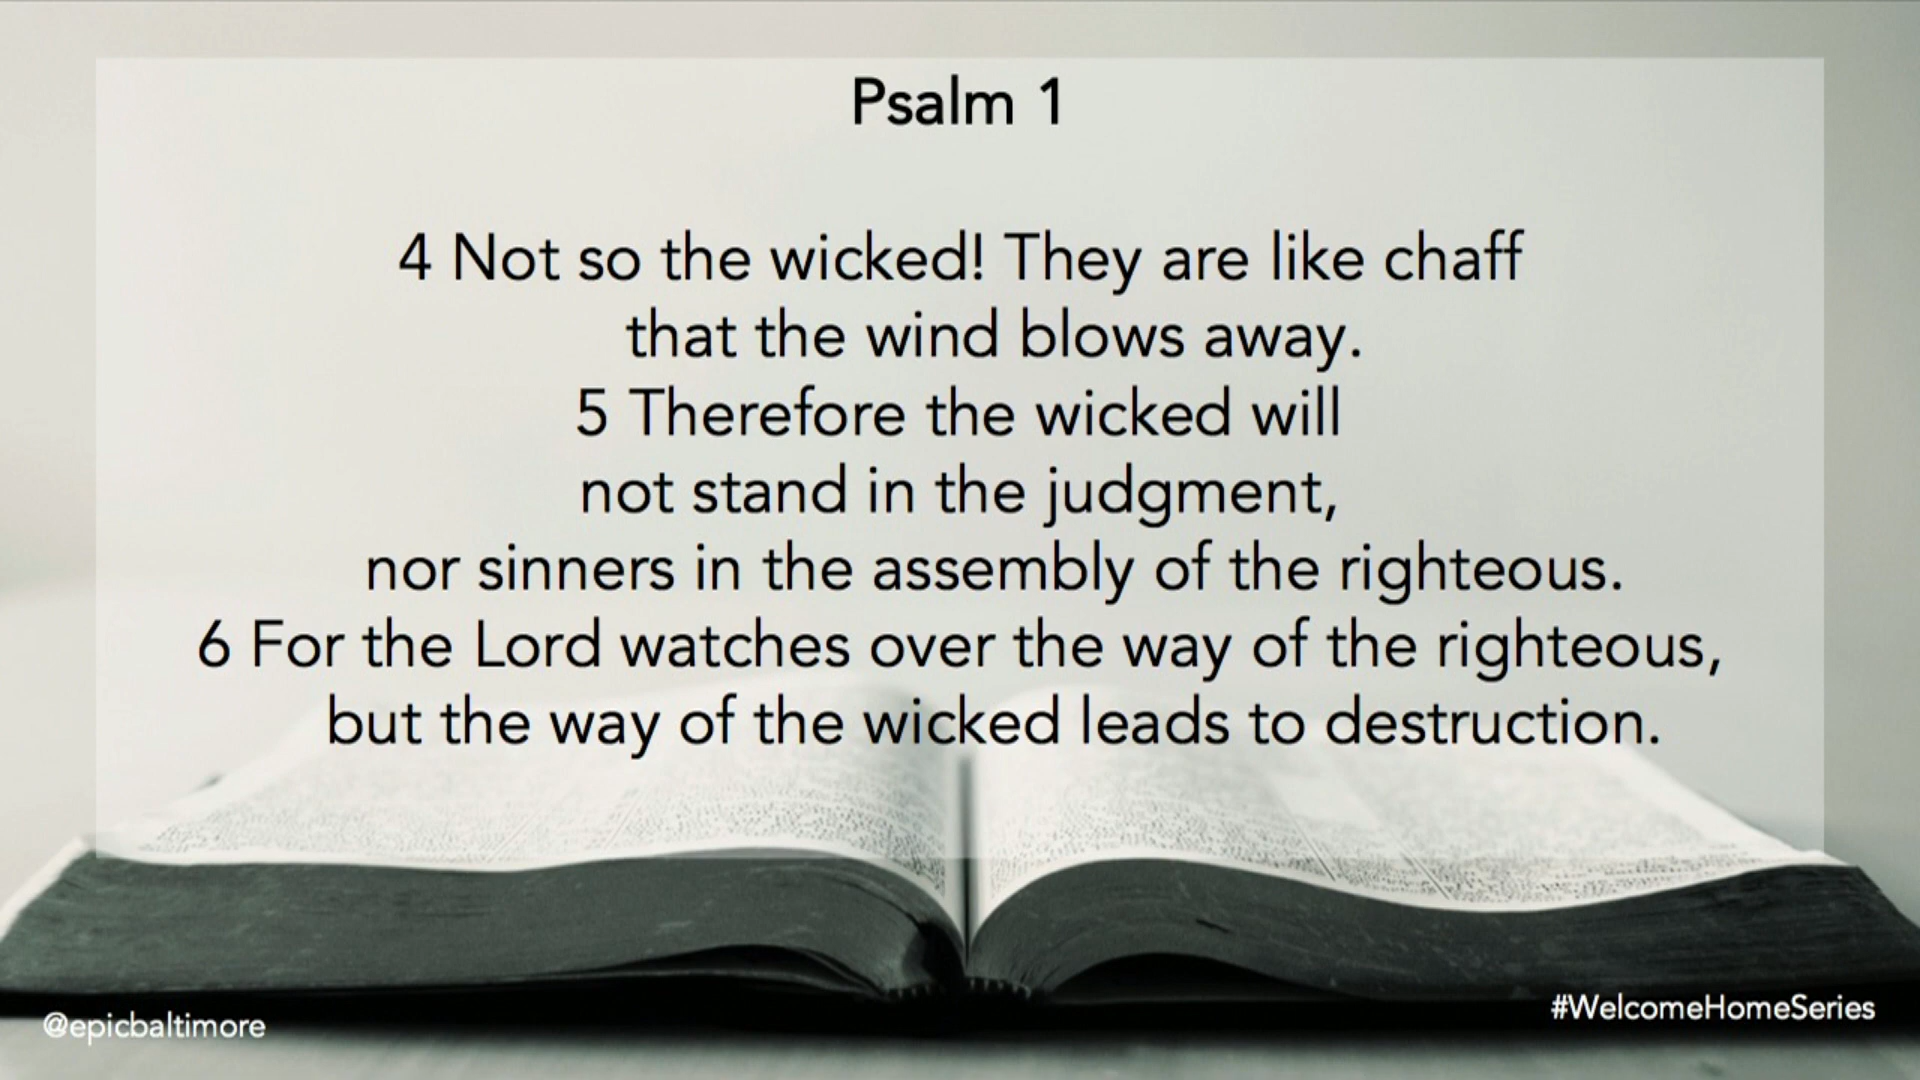 Psalm 1
4 Not so the wicked! They are like chaff
that the wind blows away.
5 Therefore the wicked will
not stand in the judgment,
nor sinners in the assembly of the righteous.
6 For the Lord watches over the way of the righteous,
but the way of the wicked leads to destruction.
@epicbaltimore
#WelcomeHomeSeries